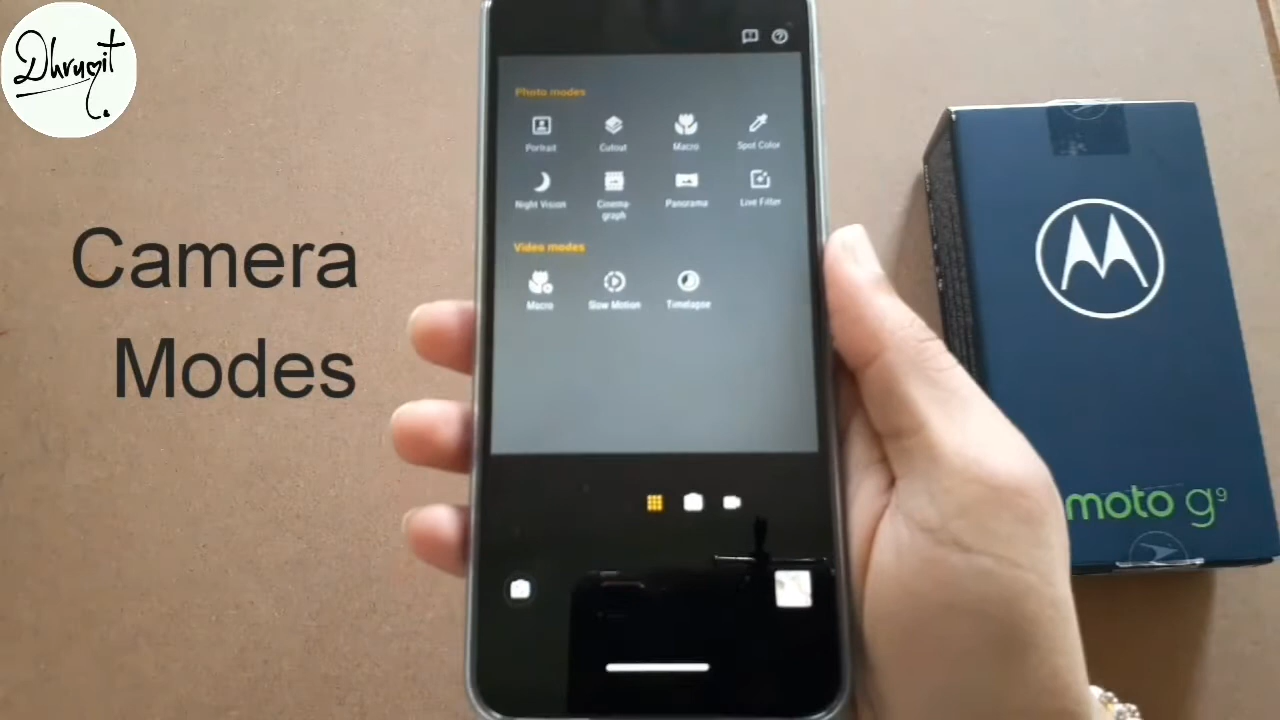 Dhrumit
Photo modes
Portrait
Cutout
Macro
Spot Color
Night Vision
Cinema-
graph
Panorama
Live Filter
Video modes
Macro
Slow Motion
Timelapse
Camera
Modes
moto g9